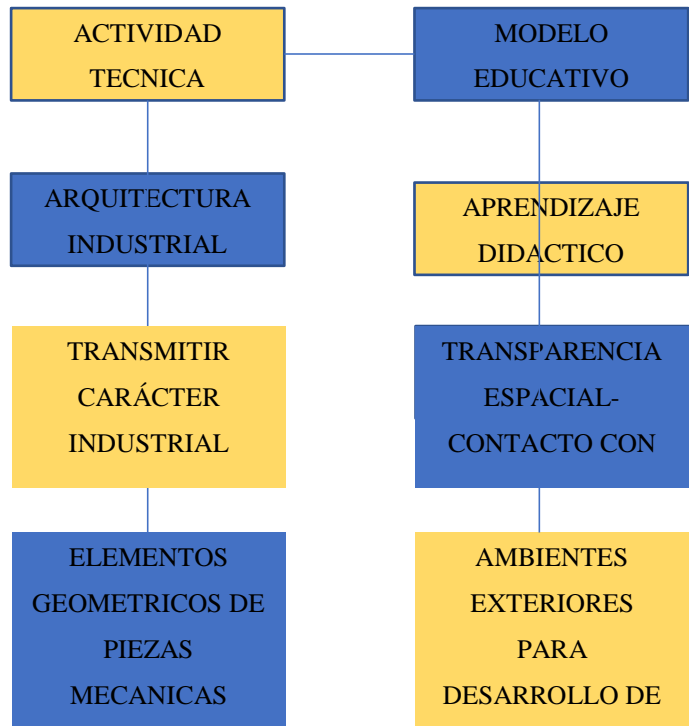 ACTIVIDAD
TECNICA
MODELO
EDUCATIVO
ARQUITECTURA
INDUSTRIAL
APRENDIZAJE
DIDACTICO
TRANSMITIR
CARÁCTER
INDUSTRIAL
TRANSPARENCIA
ESPACIAL-
CONTACTO CON
ELEMENTOS
GEOMETRICOS DE
PIEZAS
MECANICAS
AMBIENTES
EXTERIORES
PARA
DESARROLLO DE